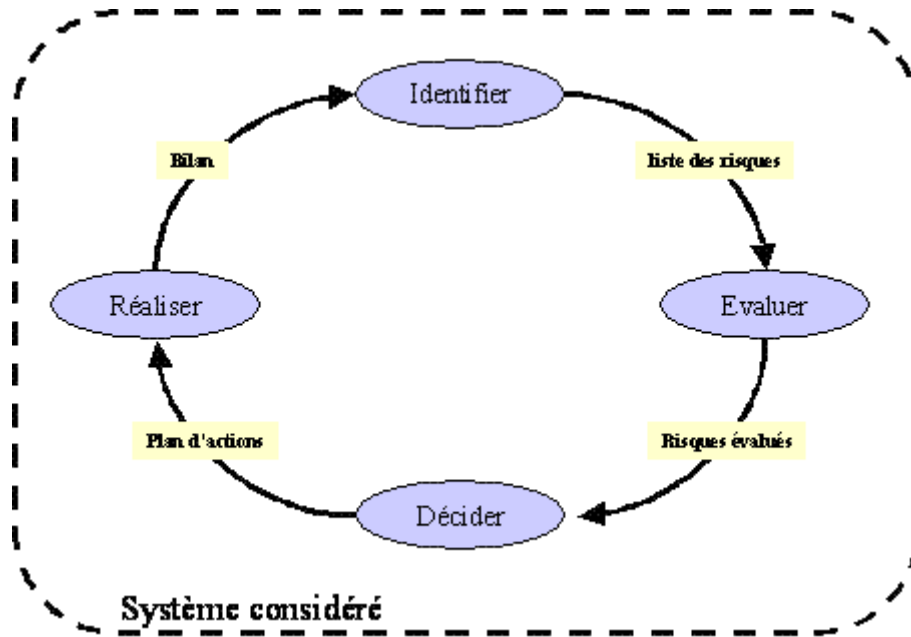 Identifier
Bilan
liste des risques
Réaliser
Evaluer
Plan d'actions
Risques évalués
Décider
Système considéré